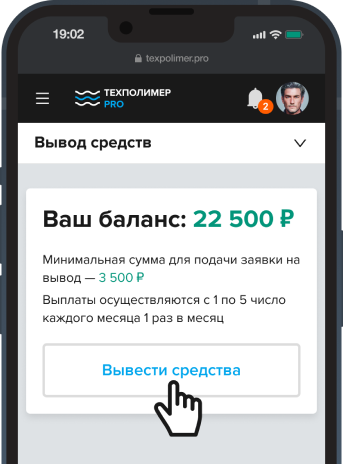 19:02
texpolimer.pro
ТЕХПОЛИМЕР
PRO
2
Вывод средств
Ваш баланс: 22 500 ₽
Минимальная сумма для подачи заявки на
вывод — 3 500 ₽
Выплаты осуществляются с 1 по 5 число
каждого месяца 1 раз в месяц
Вывести средства